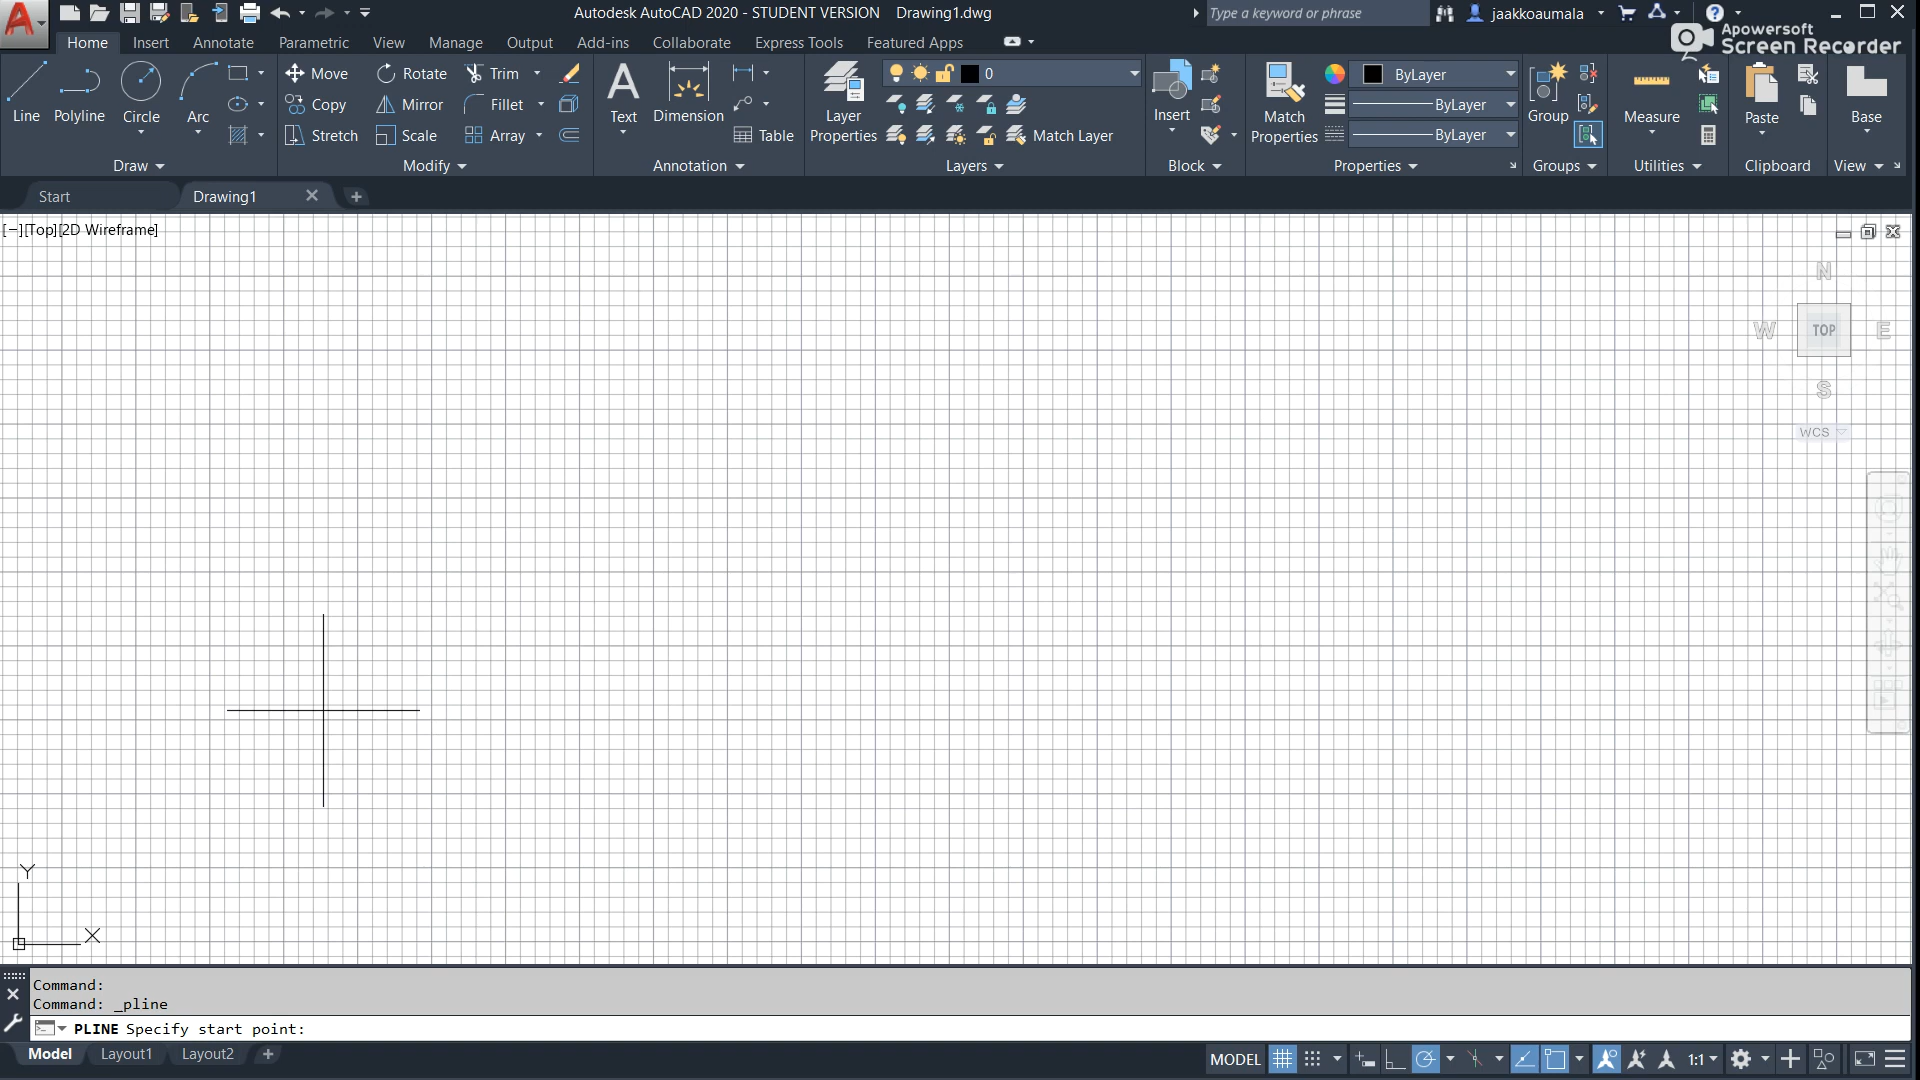 Autodesk AutoCAD 2020 - STUDENT VERSION Drawing1.dwg
Type a keyword or phrase
jaakkoaumala
Apowersoft
Screen Recorder
Home Insert Annotate Parametric View Manage Output Add-ins Collaborate Express Tools Featured Apps
Line Polyline Circle Arc
Move Rotate Trim
Copy Mirror Fillet
Stretch Scale Array
Text Dimension
Table
Layer
Properties
0
Match Layer
Insert
Match
Properties
ByLayer
ByLayer
ByLayer
Group
Measure
Paste
Base
Draw Modify Annotation Layers Block Properties Groups Utilities Clipboard View
Start Drawing1
[−][Top][2D Wireframe]
N
W TOP E
S
WCS
Y
X
Command:
Command: _pline
PLINE Specify start point:
Model Layout1 Layout2
MODEL 1:1